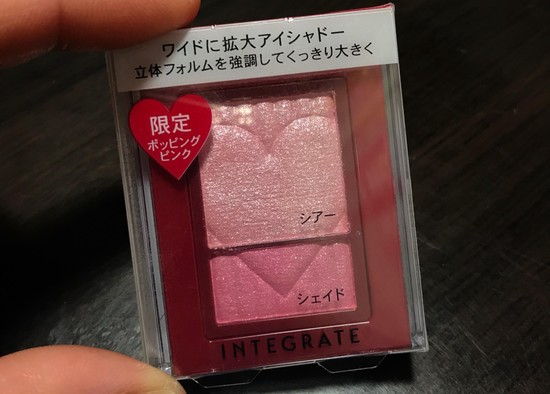 ワイドに拡大アイシャドー
立体フォルムを強調してくっきり大きく
限定
ポッピング
ピンク
シアー
シェイド
INTEGRATE